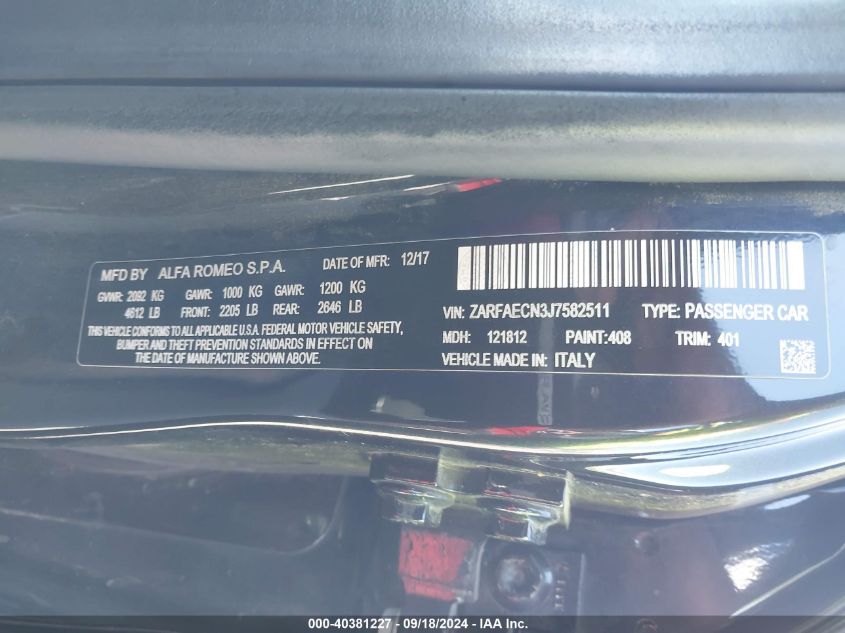 MFD BY ALFA ROMEO S.P.A. DATE OF MFR: 12/17
GVWR: 2092 KG GAWR: 1000 KG GAWR: 1200 KG
4612 LB FRONT: 2205 LB REAR: 2646 LB
THIS VEHICLE CONFORMS TO ALL APPLICABLE U.S.A. FEDERAL MOTOR VEHICLE SAFETY,
BUMPER AND THEFT PREVENTION STANDARDS IN EFFECT ON
THE DATE OF MANUFACTURE SHOWN ABOVE.
VIN: ZARFAECN3J7582511 TYPE: PASSENGER CAR
MDH: 121812 PAINT:408 TRIM: 401
VEHICLE MADE IN: ITALY
000-40381227 - 09/18/2024 - IAA Inc.